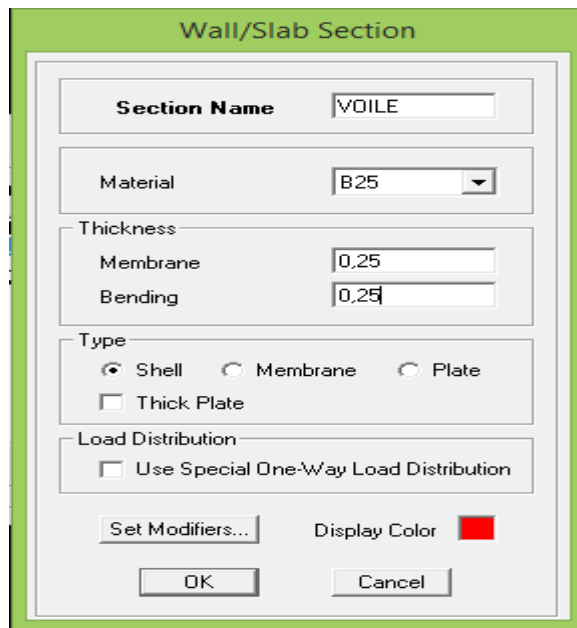 Wall/Slab Section
Section Name VOILE
Material B25
Thickness
Membrane 0,25
Bending 0,25
Type
Shell Membrane Plate
Thick Plate
Load Distribution
Use Special One-Way Load Distribution
Set Modifiers... Display Color
OK Cancel